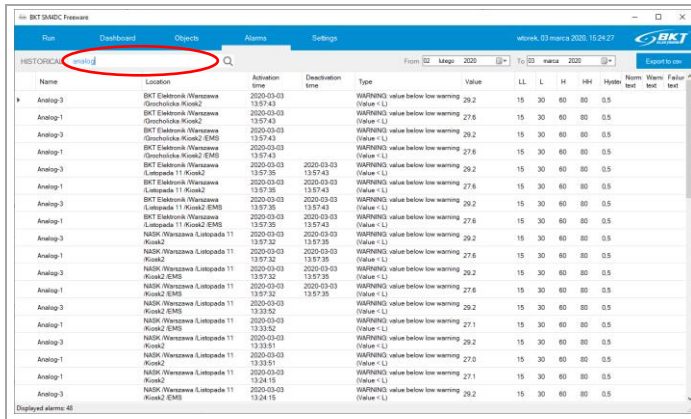 BKT SM4DC Freeware
Run Dashboard Objects Alarms Settings wtorek, 03 marca 2020, 15:24:27 BKT
HISTORICAL analog From 02 lutego 2020 To 03 marca 2020 Export to csv
Name Location Activation time Deactivation time Type Value LL L H HH Hyster Norm text Warni text Failur text
Analog-3 BKT Elektronik /Warszawa /Grocholicka /Kiosk2 2020-03-03 13:57:43 WARNING: value below low warning (Value < L) 29.2 15 30 60 80 0,5
Analog-1 BKT Elektronik /Warszawa /Grocholicka /Kiosk2 2020-03-03 13:57:43 WARNING: value below low warning (Value < L) 27.6 15 30 60 80 0,5
Analog-3 BKT Elektronik /Warszawa /Grocholicka /Kiosk2 /EMS 2020-03-03 13:57:43 WARNING: value below low warning (Value < L) 29.2 15 30 60 80 0,5
Analog-1 BKT Elektronik /Warszawa /Grocholicka /Kiosk2 /EMS 2020-03-03 13:57:43 WARNING: value below low warning (Value < L) 27.6 15 30 60 80 0,5
Analog-3 BKT Elektronik /Warszawa /Listopada 11 /Kiosk2 2020-03-03 13:57:35 2020-03-03 13:57:43 WARNING: value below low warning (Value < L) 29.2 15 30 60 80 0,5
Analog-1 BKT Elektronik /Warszawa /Listopada 11 /Kiosk2 2020-03-03 13:57:35 2020-03-03 13:57:43 WARNING: value below low warning (Value < L) 27.6 15 30 60 80 0,5
Analog-3 BKT Elektronik /Warszawa /Listopada 11 /Kiosk2 /EMS 2020-03-03 13:57:35 2020-03-03 13:57:43 WARNING: value below low warning (Value < L) 29.2 15 30 60 80 0,5
Analog-1 BKT Elektronik /Warszawa /Listopada 11 /Kiosk2 /EMS 2020-03-03 13:57:35 2020-03-03 13:57:43 WARNING: value below low warning (Value < L) 27.6 15 30 60 80 0,5
Analog-3 NASK /Warszawa /Listopada 11 /Kiosk2 2020-03-03 13:57:32 2020-03-03 13:57:35 WARNING: value below low warning (Value < L) 29.2 15 30 60 80 0,5
Analog-1 NASK /Warszawa /Listopada 11 /Kiosk2 2020-03-03 13:57:32 2020-03-03 13:57:35 WARNING: value below low warning (Value < L) 27.6 15 30 60 80 0,5
Analog-3 NASK /Warszawa /Listopada 11 /Kiosk2 /EMS 2020-03-03 13:57:32 2020-03-03 13:57:35 WARNING: value below low warning (Value < L) 29.2 15 30 60 80 0,5
Analog-1 NASK /Warszawa /Listopada 11 /Kiosk2 /EMS 2020-03-03 13:57:32 2020-03-03 13:57:35 WARNING: value below low warning (Value < L) 27.6 15 30 60 80 0,5
Analog-3 NASK /Warszawa /Listopada 11 /Kiosk2 /EMS 2020-03-03 13:33:52 WARNING: value below low warning (Value < L) 29.2 15 30 60 80 0,5
Analog-1 NASK /Warszawa /Listopada 11 /Kiosk2 /EMS 2020-03-03 13:33:52 WARNING: value below low warning (Value < L) 27.1 15 30 60 80 0,5
Analog-3 NASK /Warszawa /Listopada 11 /Kiosk2 2020-03-03 13:33:51 WARNING: value below low warning (Value < L) 29.2 15 30 60 80 0,5
Analog-1 NASK /Warszawa /Listopada 11 /Kiosk2 2020-03-03 13:33:51 WARNING: value below low warning (Value < L) 27.0 15 30 60 80 0,5
Analog-1 NASK /Warszawa /Listopada 11 /Kiosk2 2020-03-03 13:24:15 WARNING: value below low warning (Value < L) 27.1 15 30 60 80 0,5
Analog-3 NASK /Warszawa /Listopada 11 /Kiosk2 /EMS 2020-03-03 13:24:15 WARNING: value below low warning (Value < L) 29.2 15 30 60 80 0,5
Displayed alarms: 48